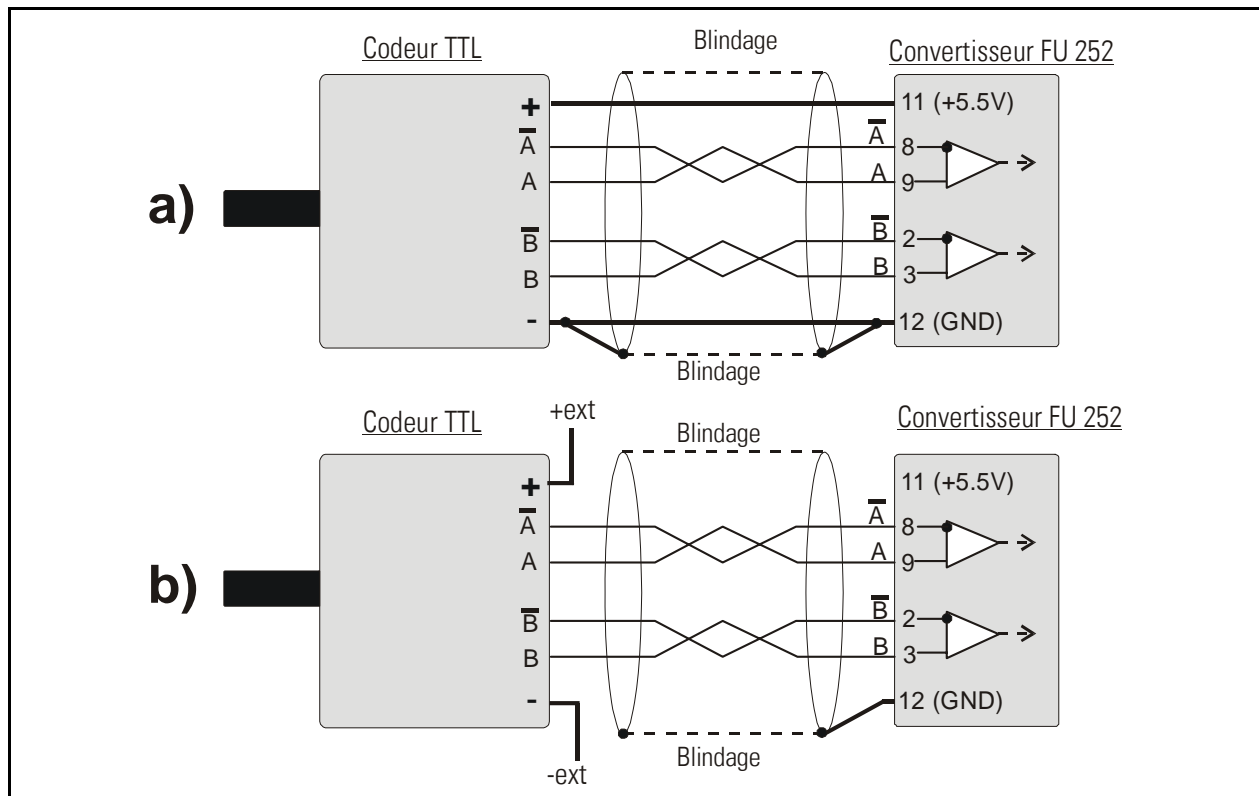 Codeur TTL
Blindage
Convertisseur FU 252
+
A̅
A
B̅
B
-
A̅
A
B̅
B
11 (+5.5V)
8
9
2
3
12 (GND)
Blindage
a)
Codeur TTL
+ext
Blindage
Convertisseur FU 252
+
A̅
A
B̅
B
-
-ext
A̅
A
B̅
B
11 (+5.5V)
8
9
2
3
12 (GND)
Blindage
b)